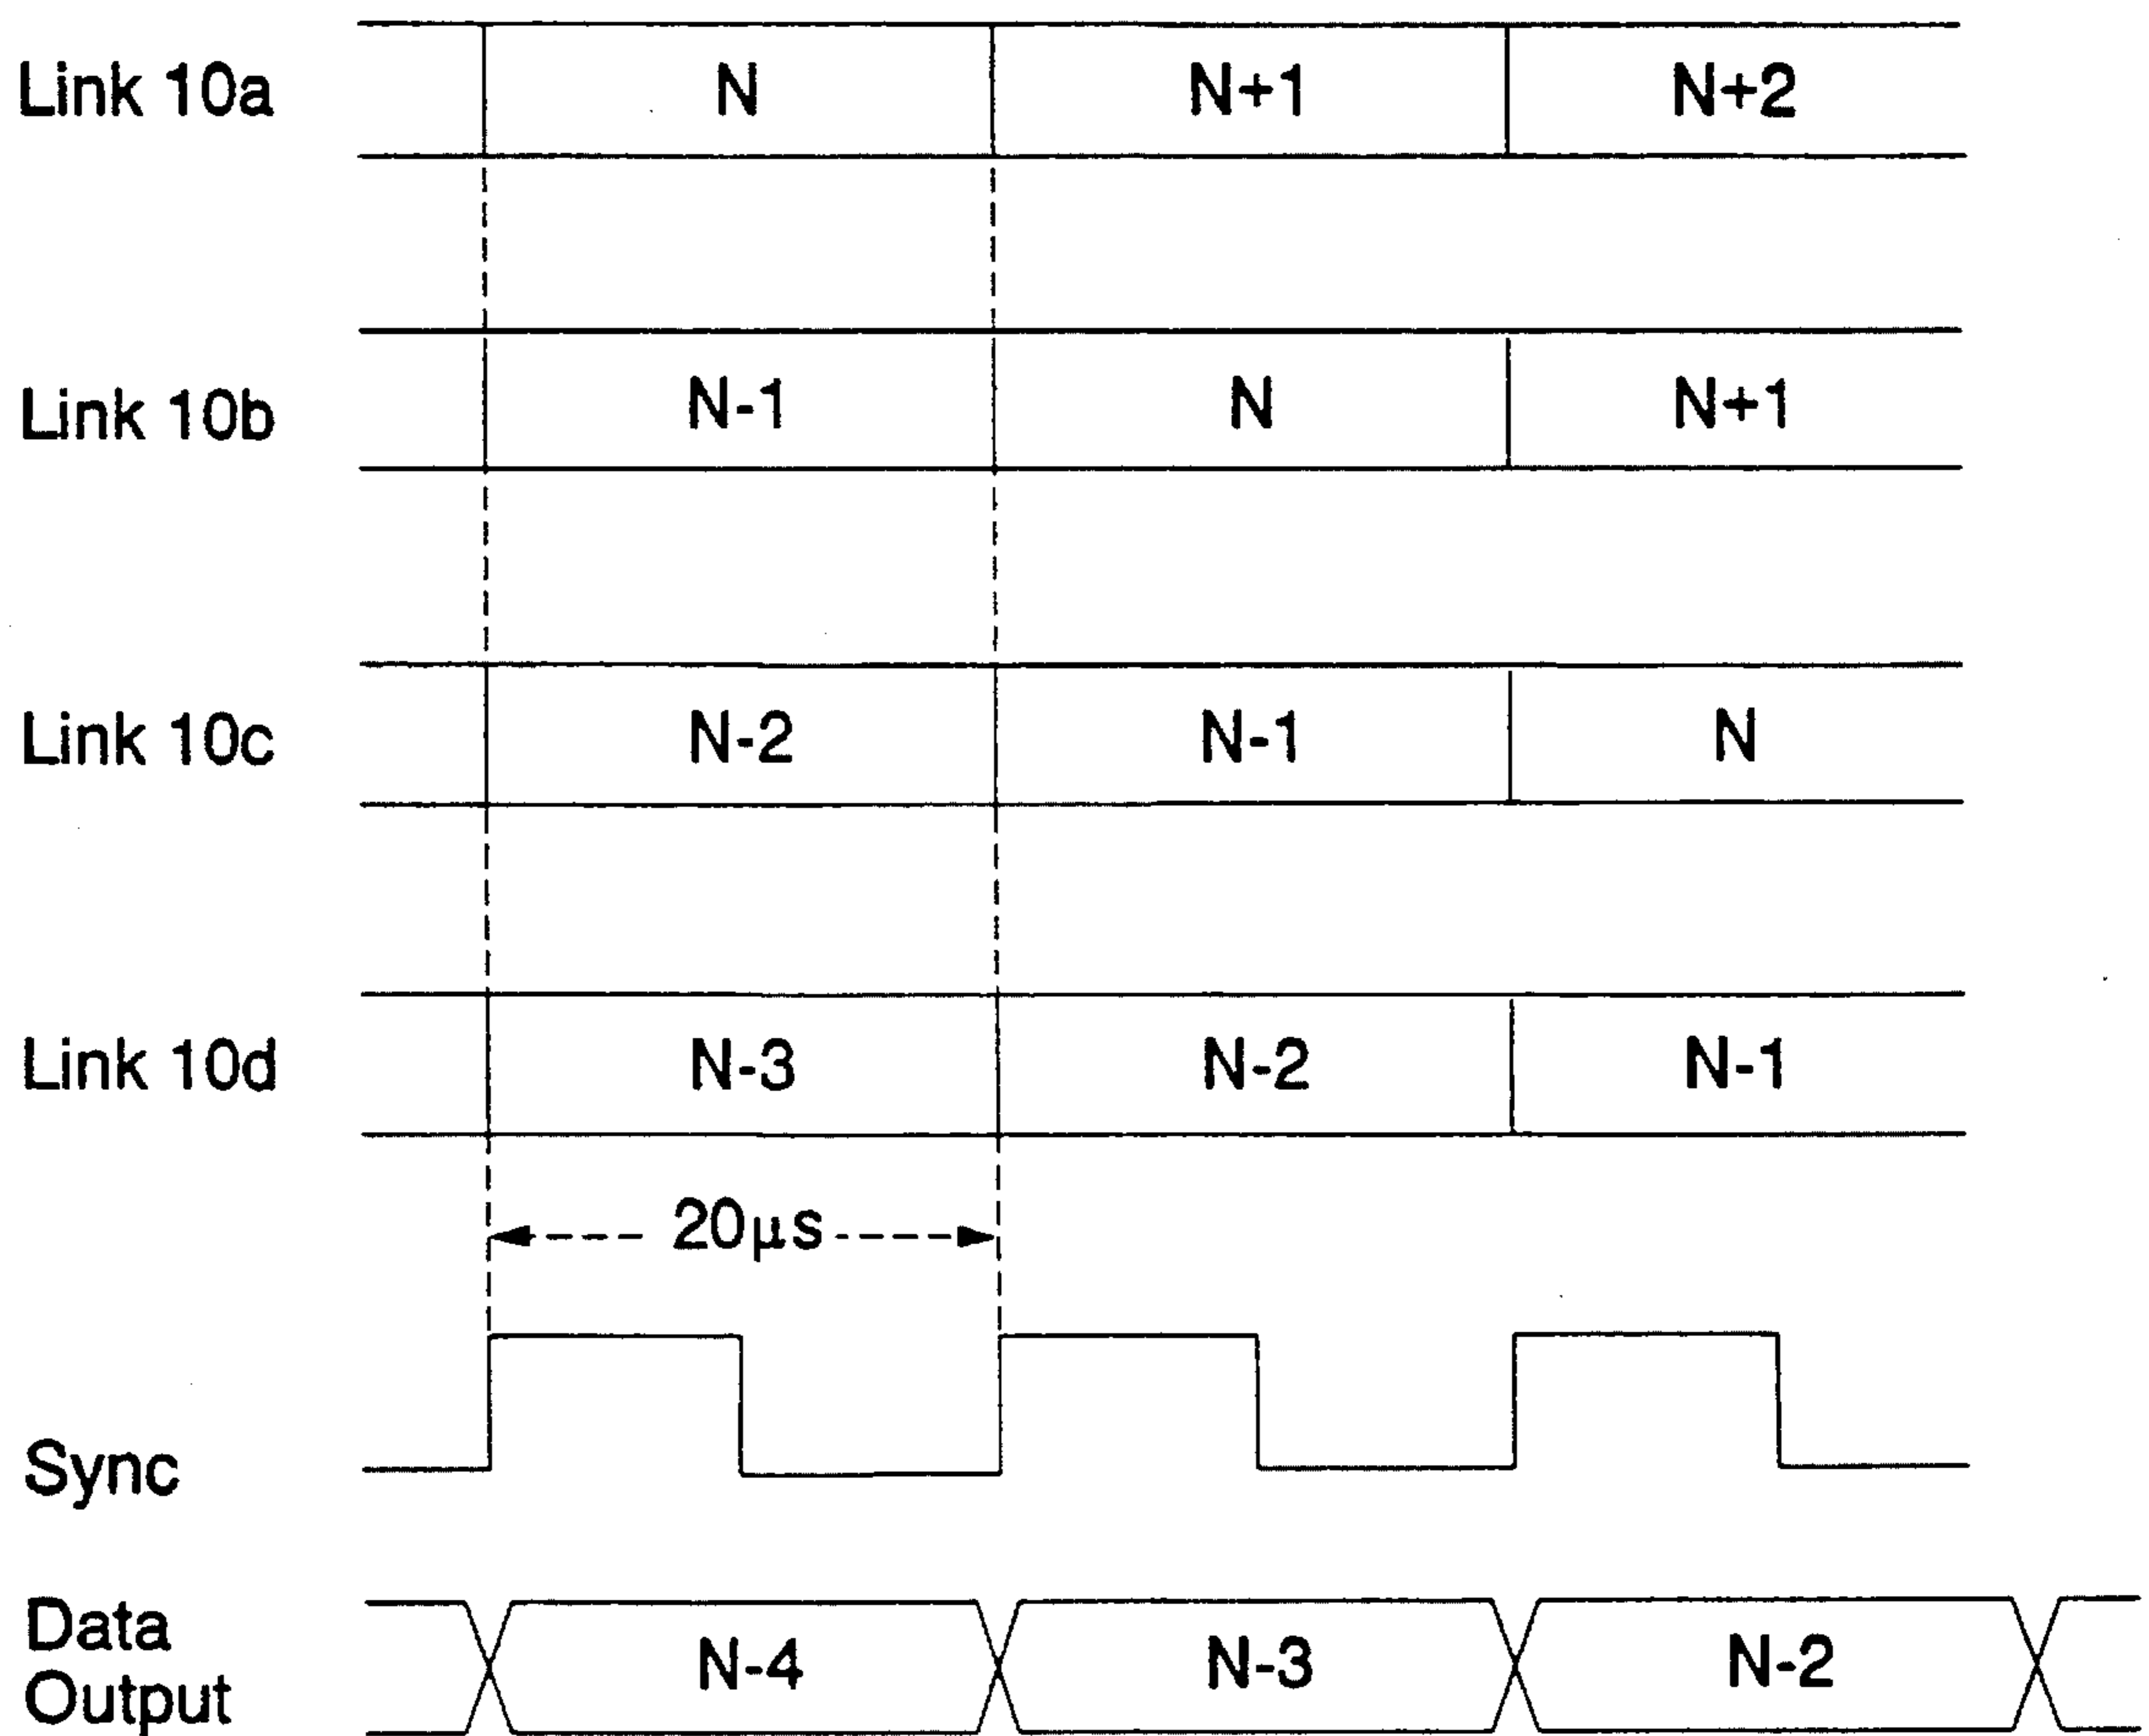 Link 10a N N+1 N+2
Link 10b N-1 N N+1
Link 10c N-2 N-1 N
Link 10d N-3 N-2 N-1
20μs
Sync
Data
Output N-4 N-3 N-2